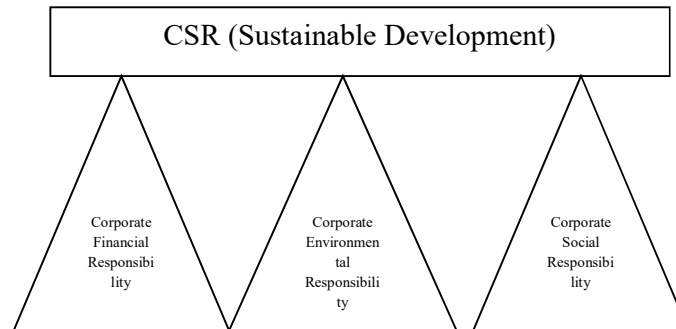 CSR (Sustainable Development)
Corporate
Financial
Responsibi
lity
Corporate
Environmen
tal
Responsibili
ty
Corporate
Social
Responsibi
lity